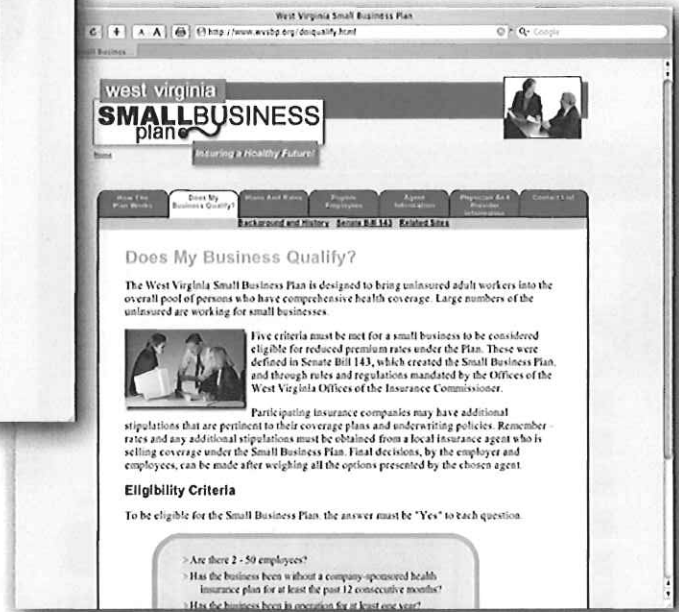 West Virginia Small Business Plan
A A http://www.wvsbp.org/doiqualify.html Google
west virginia
SMALLBUSINESS
plan
Home
Insuring a Healthy Future!
How The Plan Works
Does My Business Qualify?
Plans And Rates
Eligible Employees
Agent Information
Physician And Provider Information
Contact List
Background and History Senate Bill 143 Related Sites
Does My Business Qualify?
The West Virginia Small Business Plan is designed to bring uninsured adult workers into the
overall pool of persons who have comprehensive health coverage. Large numbers of the
uninsured are working for small businesses.
Five criteria must be met for a small business to be considered
eligible for reduced premium rates under the Plan. These were
defined in Senate Bill 143, which created the Small Business Plan,
and through rules and regulations mandated by the Offices of the
West Virginia Offices of the Insurance Commissioner.
Participating insurance companies may have additional
stipulations that are pertinent to their coverage plans and underwriting policies. Remember -
rates and any additional stipulations must be obtained from a local insurance agent who is
selling coverage under the Small Business Plan. Final decisions, by the employer and
employees, can be made after weighing all the options presented by the chosen agent.
Eligibility Criteria
To be eligible for the Small Business Plan, the answer must be "Yes" to each question.
> Are there 2 - 50 employees?
> Has the business been without a company-sponsored health
insurance plan for at least the past 12 consecutive months?
> Has the business been in operation for at least one year?